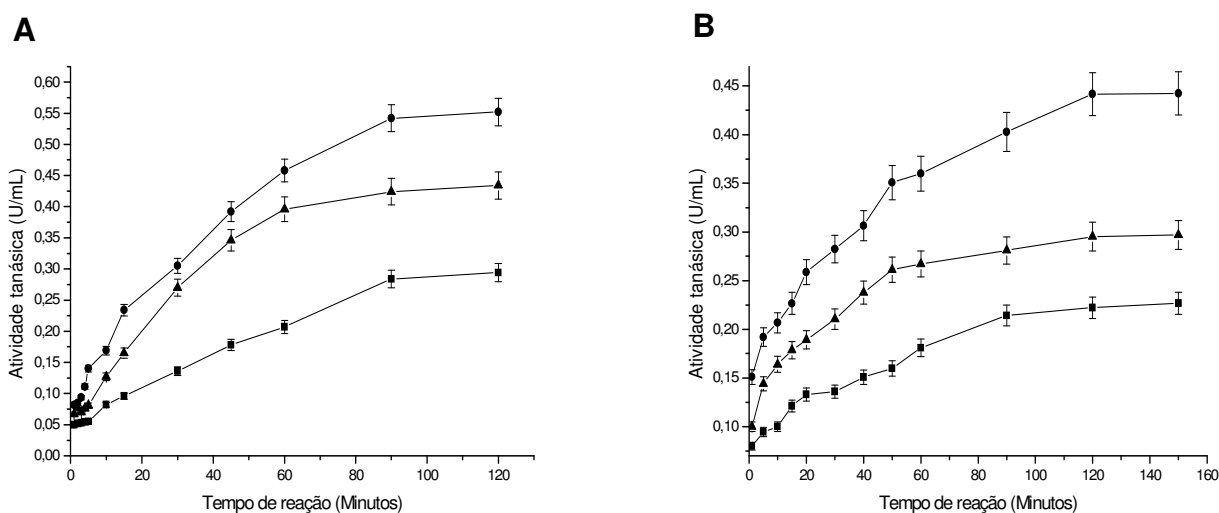 A
Atividade tanásica (U/mL)
0,60
0,55
0,50
0,45
0,40
0,35
0,30
0,25
0,20
0,15
0,10
0,05
0,00
0 20 40 60 80 100 120
Tempo de reação (Minutos)
B
Atividade tanásica (U/mL)
0,45
0,40
0,35
0,30
0,25
0,20
0,15
0,10
0 20 40 60 80 100 120 140 160
Tempo de reação (Minutos)